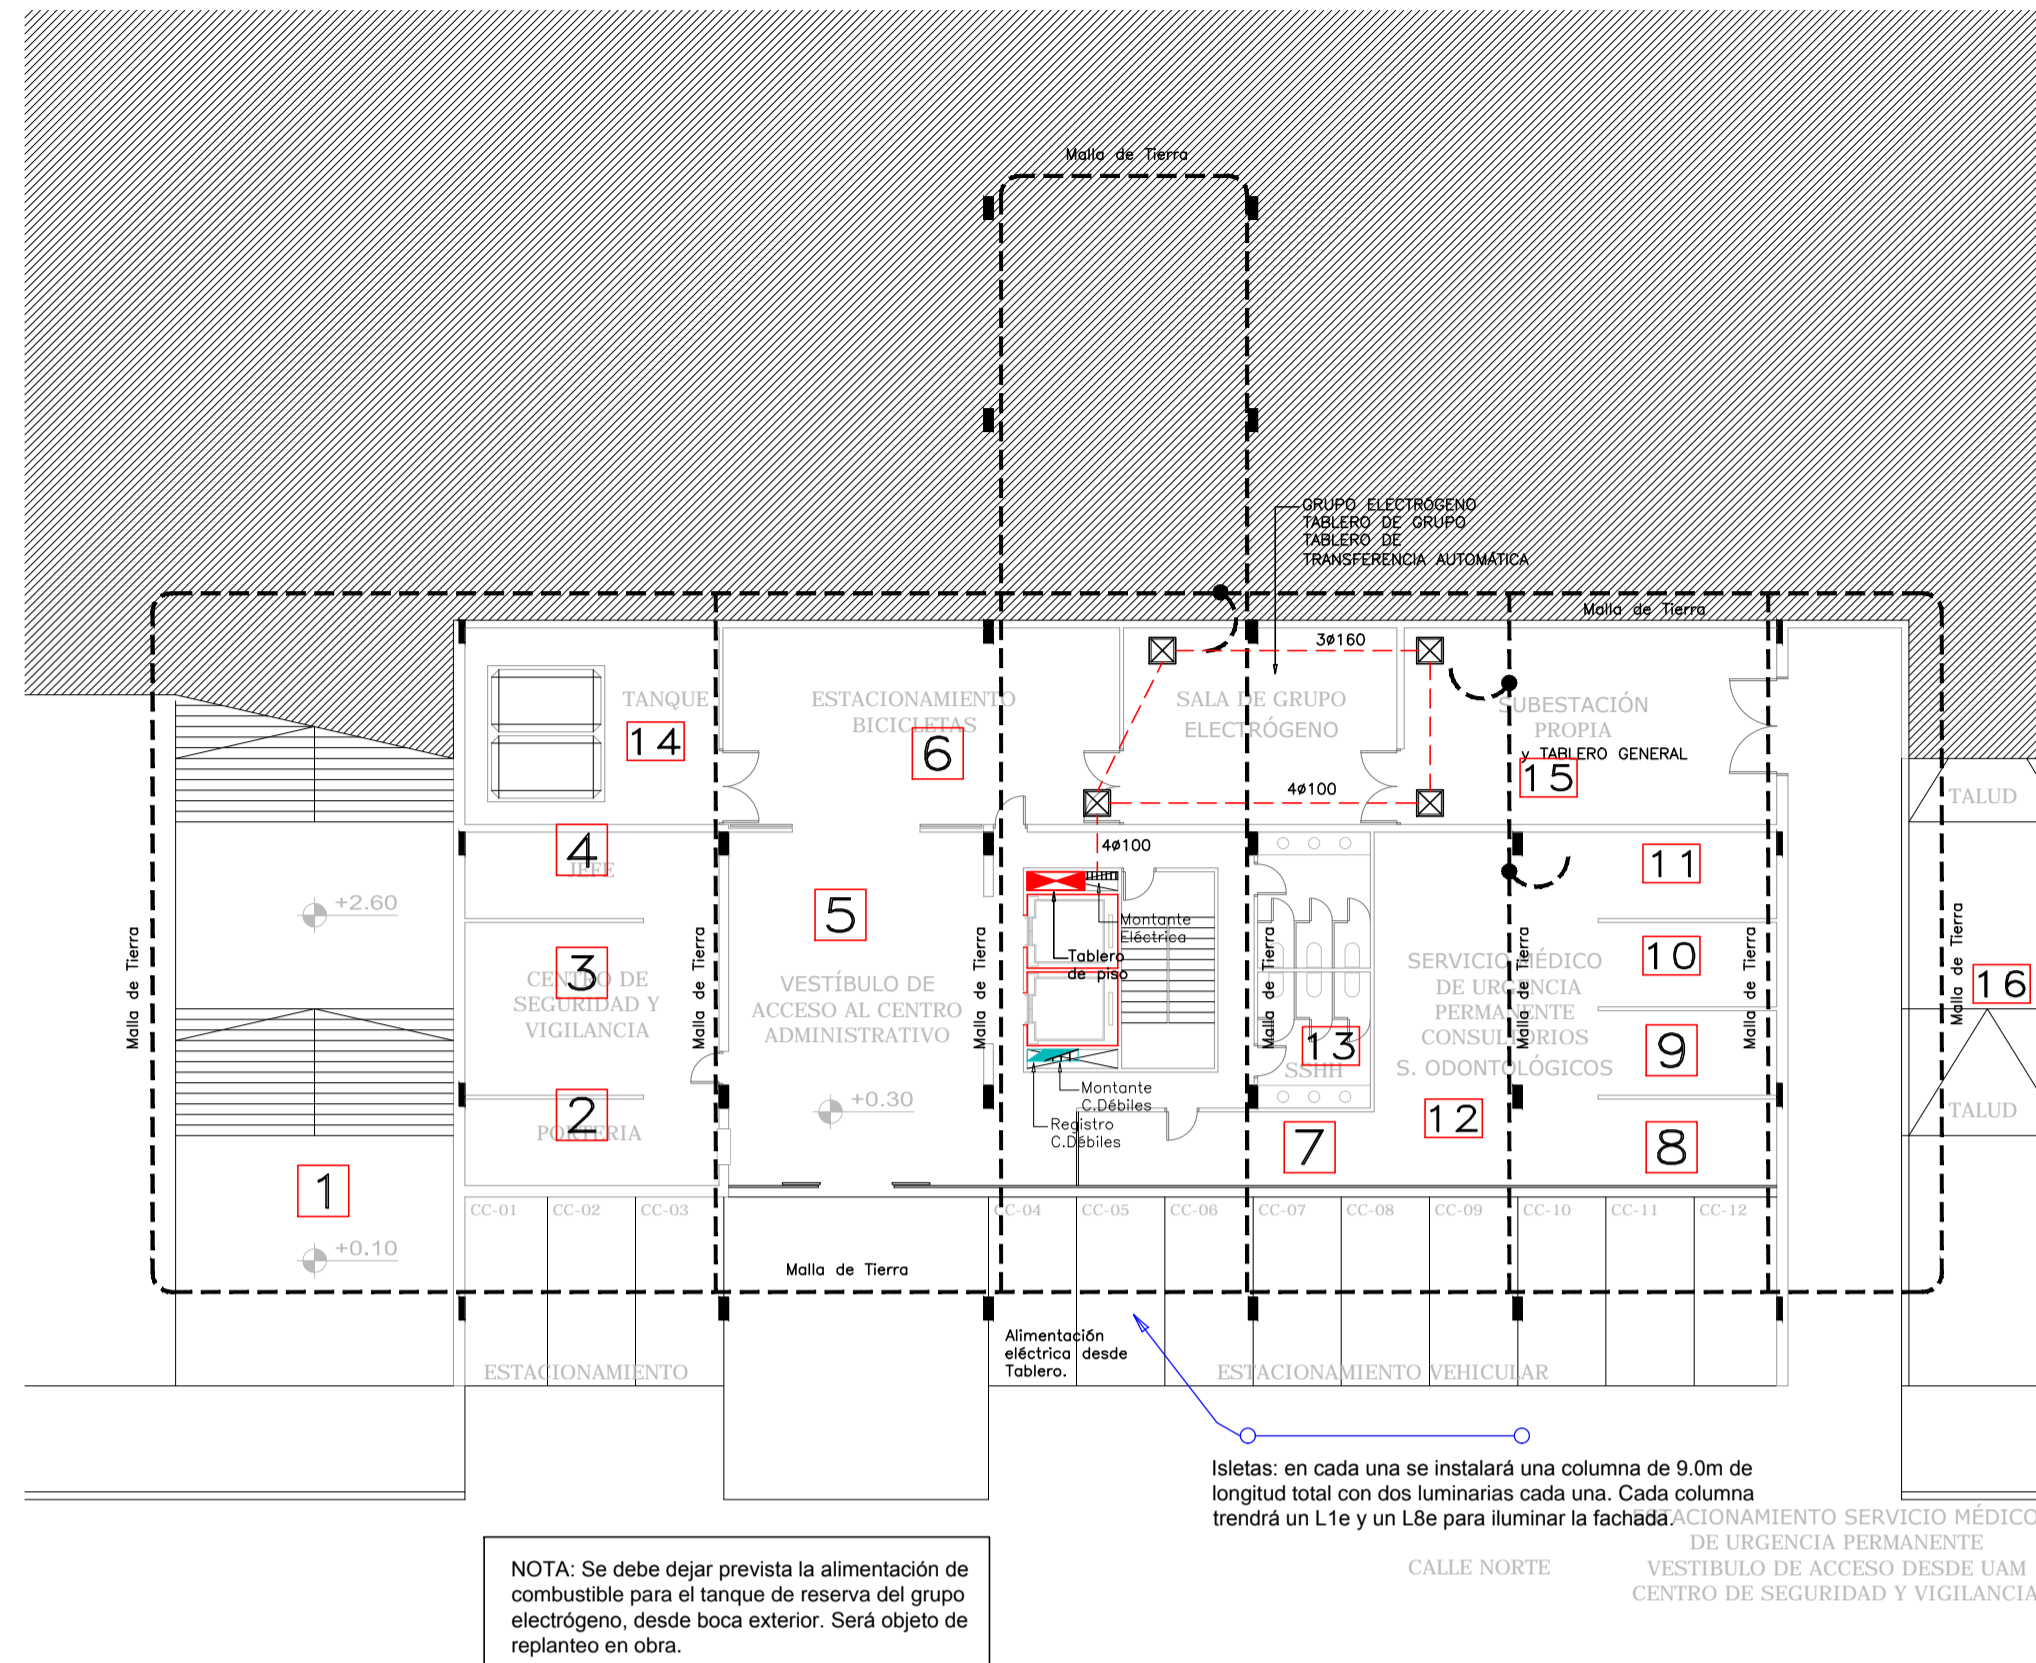 Malla de Tierra
GRUPO ELECTRÓGENO
TABLERO DE GRUPO
TABLERO DE
TRANSFERENCIA AUTOMÁTICA
Malla de Tierra
3ø160
TANQUE
14
ESTACIONAMIENTO
BICICLETAS
6
SALA DE GRUPO
ELECTRÓGENO
SUBESTACIÓN
PROPIA
y TABLERO GENERAL
15
4ø100
TALUD
4ø100
4
JEFE
11
+2.60
5
Montante
Eléctrica
Tablero
de piso
Malla de Tierra
Malla de Tierra
Malla de Tierra
Malla de Tierra
Malla de Tierra
Malla de Tierra
Malla de Tierra
3
CENTRO DE
SEGURIDAD Y
VIGILANCIA
VESTÍBULO DE
ACCESO AL CENTRO
ADMINISTRATIVO
SERVICIO MÉDICO
DE URGENCIA
PERMANENTE
CONSULTORIOS
S. ODONTOLÓGICOS
10
16
13
SSHH
9
Montante
C.Débiles
Registro
C.Débiles
+0.30
2
PORTERIA
12
7
8
TALUD
1
+0.10
CC-01
CC-02
CC-03
CC-04
CC-05
CC-06
CC-07
CC-08
CC-09
CC-10
CC-11
CC-12
Malla de Tierra
Alimentación
eléctrica desde
Tablero.
ESTACIONAMIENTO
ESTACIONAMIENTO VEHICULAR
Isletas: en cada una se instalará una columna de 9.0m de
longitud total con dos luminarias cada una. Cada columna
trendrá un L1e y un L8e para iluminar la fachada.
ESTACIONAMIENTO SERVICIO MÉDICO
DE URGENCIA PERMANENTE
VESTIBULO DE ACCESO DESDE UAM
CENTRO DE SEGURIDAD Y VIGILANCIA
CALLE NORTE
NOTA: Se debe dejar prevista la alimentación de
combustible para el tanque de reserva del grupo
electrógeno, desde boca exterior. Será objeto de
replanteo en obra.